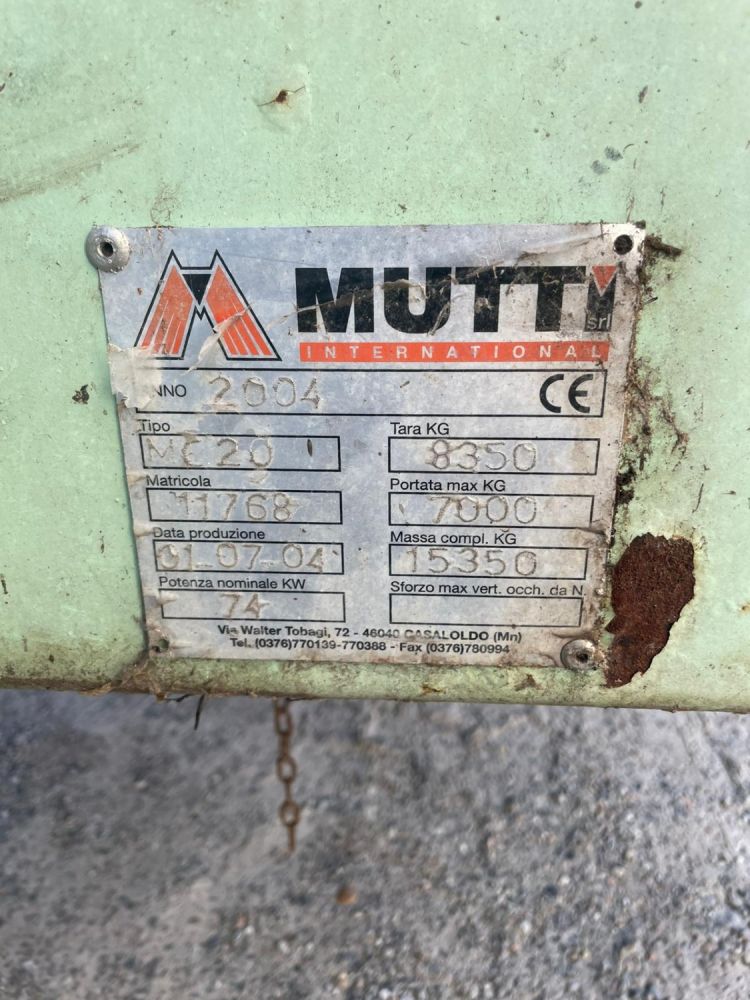 MUTTI srl
INTERNATIONAL
ANNO 2004 CE
Tipo MC20
Tara KG 8350
Matricola 11768
Portata max KG 7000
Data produzione 01-07-04
Massa compl. KG 15350
Potenza nominale KW 74
Sforzo max vert. occh. da N.
Via Walter Tobagi, 72 - 46040 CASALOLDO (Mn)
Tel. (0376)770139-770388 - Fax (0376)780994